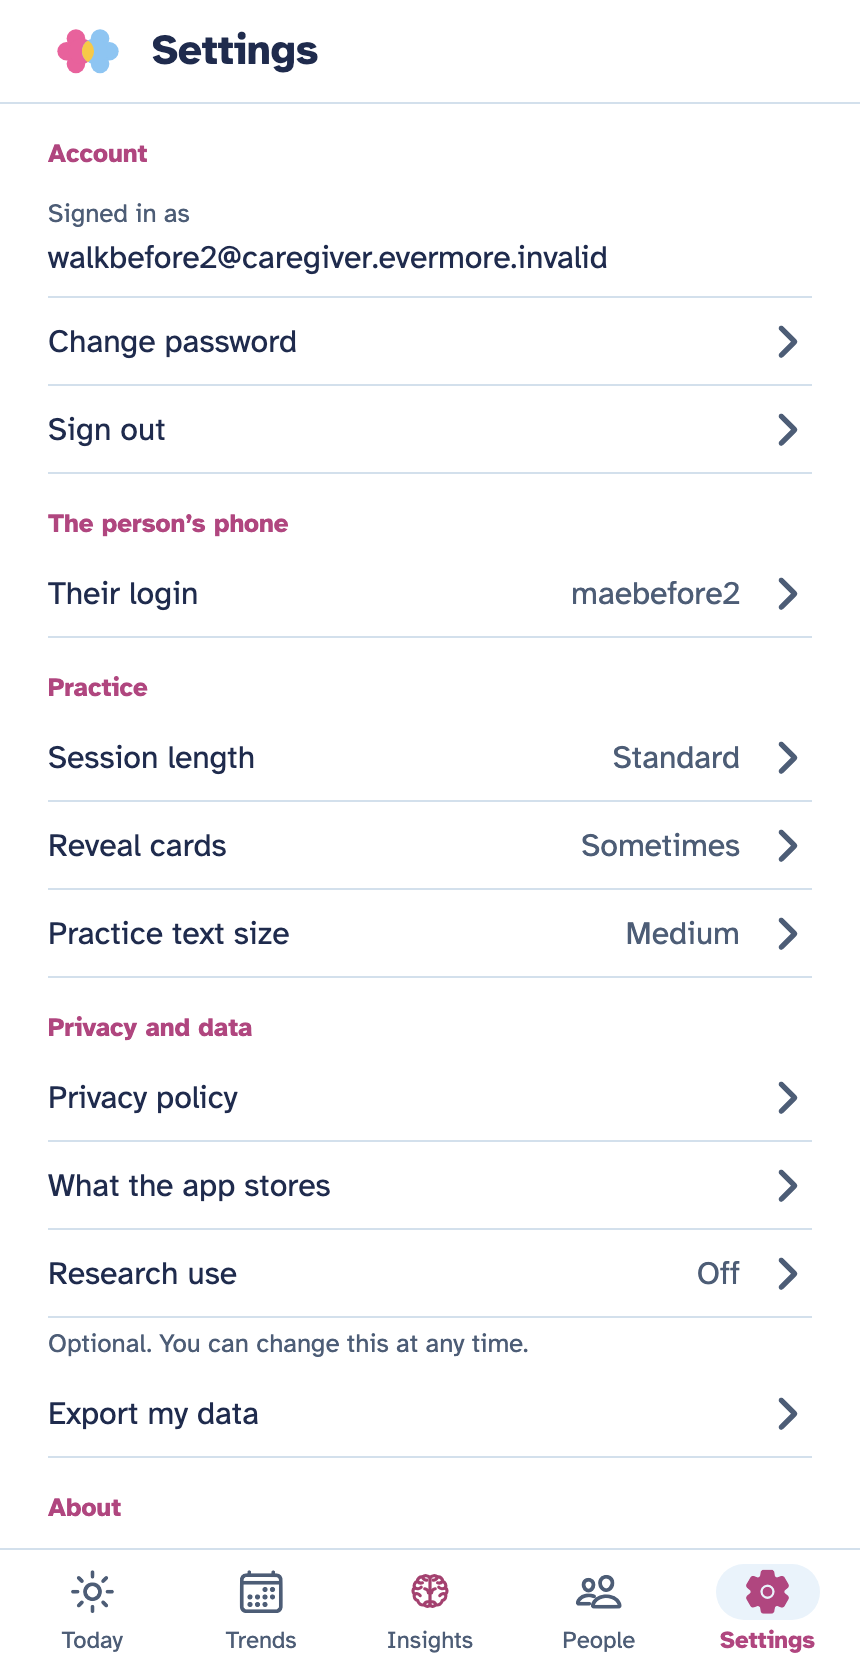 Settings
Account
Signed in as
walkbefore2@caregiver.evermore.invalid
Change password
Sign out
The person’s phone
Their login maebefore2
Practice
Session length Standard
Reveal cards Sometimes
Practice text size Medium
Privacy and data
Privacy policy
What the app stores
Research use Off
Optional. You can change this at any time.
Export my data
About
Today Trends Insights People Settings